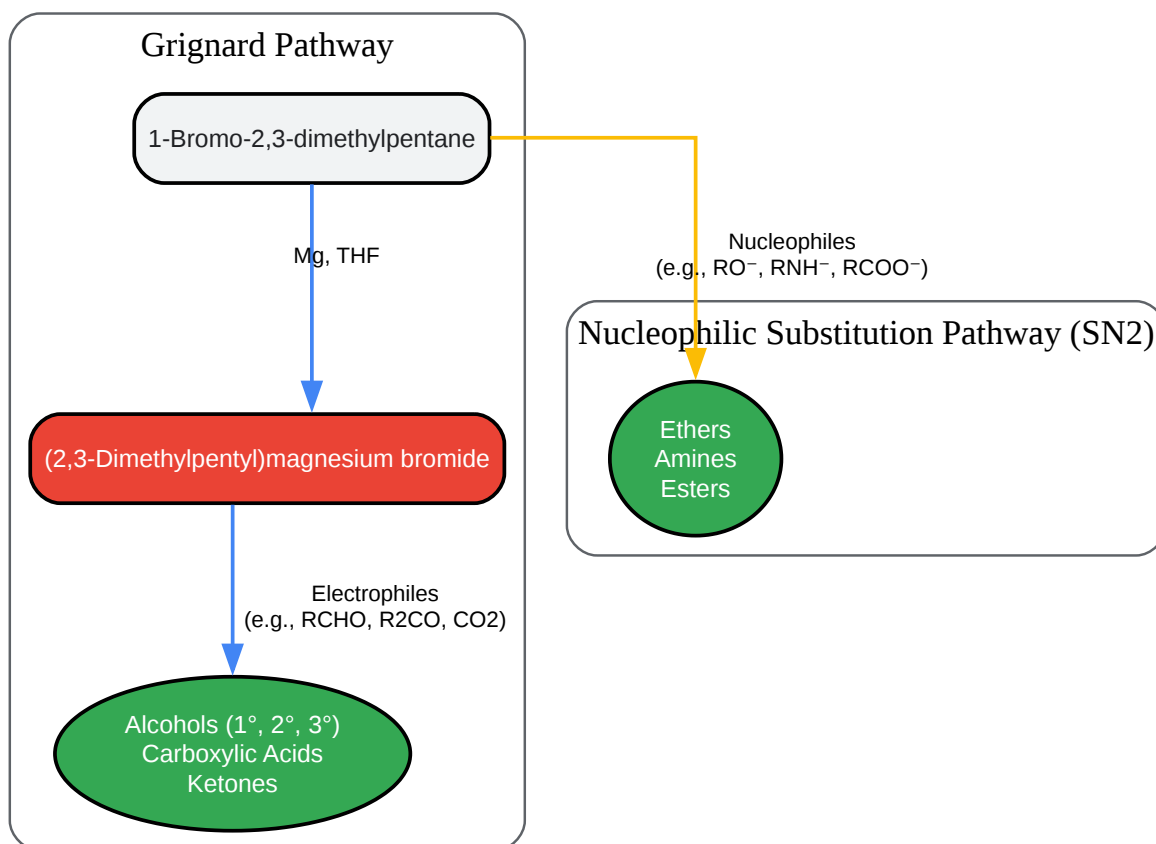 Grignard Pathway
1-Bromo-2,3-dimethylpentane
Mg, THF
Nucleophiles
(e.g., RO⁻, RNH⁻, RCOO⁻)
Nucleophilic Substitution Pathway (SN2)
Ethers
Amines
Esters
(2,3-Dimethylpentyl)magnesium bromide
Electrophiles
(e.g., RCHO, R2CO, CO2)
Alcohols (1°, 2°, 3°)
Carboxylic Acids
Ketones